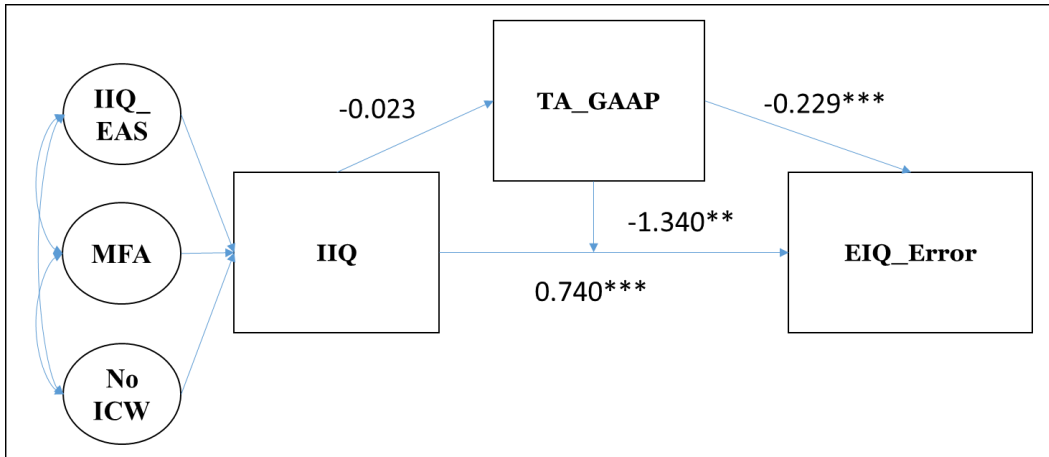 IIQ_
EAS
MFA
No
ICW
IIQ
-0.023
TA_GAAP
-0.229***
-1.340**
0.740***
EIQ_Error